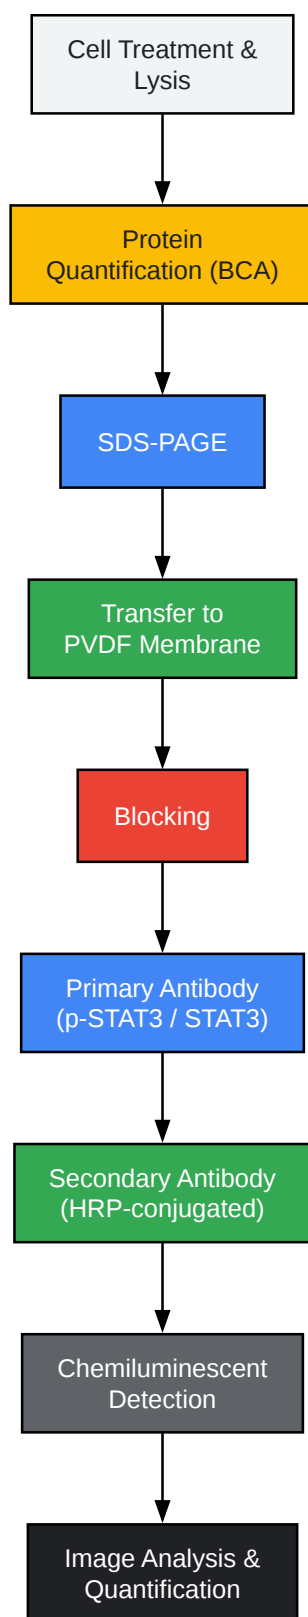 Cell Treatment &
Lysis
Protein
Quantification (BCA)
SDS-PAGE
Transfer to
PVDF Membrane
Blocking
Primary Antibody
(p-STAT3 / STAT3)
Secondary Antibody
(HRP-conjugated)
Chemiluminescent
Detection
Image Analysis &
Quantification